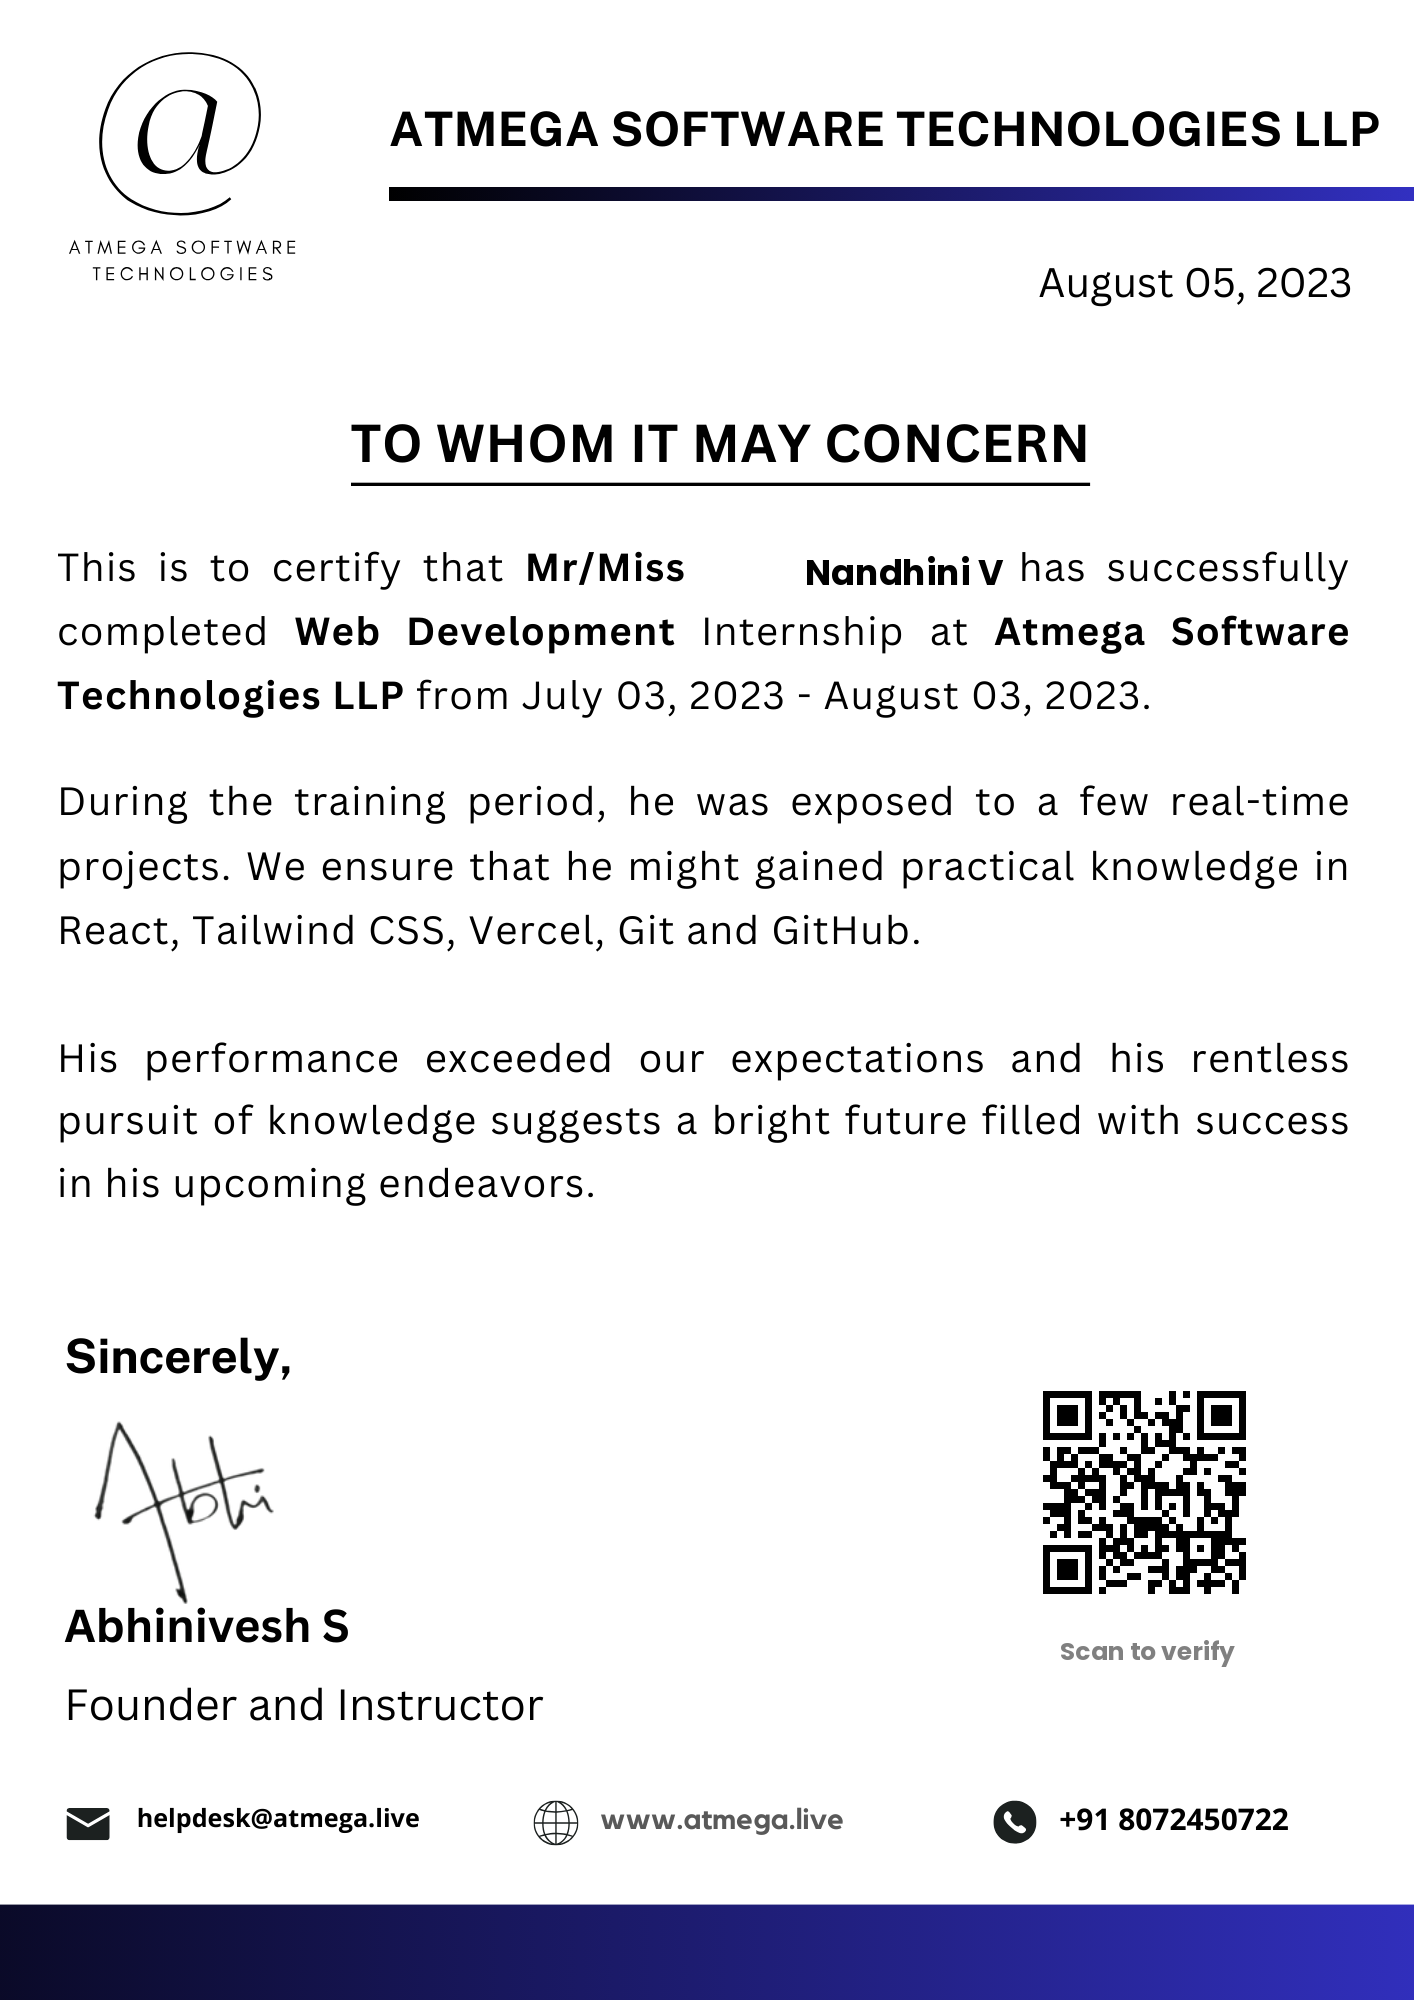 ATMEGA SOFTWARE TECHNOLOGIES LLP
a
ATMEGA SOFTWARE
TECHNOLOGIES
August 05, 2023
TO WHOM IT MAY CONCERN
This is to certify that Mr/Miss Nandhini V has successfully
completed Web Development Internship at Atmega Software
Technologies LLP from July 03, 2023 - August 03, 2023.
During the training period, he was exposed to a few real-time
projects. We ensure that he might gained practical knowledge in
React, Tailwind CSS, Vercel, Git and GitHub.
His performance exceeded our expectations and his rentless
pursuit of knowledge suggests a bright future filled with success
in his upcoming endeavors.
Sincerely,
Abhi
Abhinivesh S
Founder and Instructor
Scan to verify
helpdesk@atmega.live
www.atmega.live
+91 8072450722